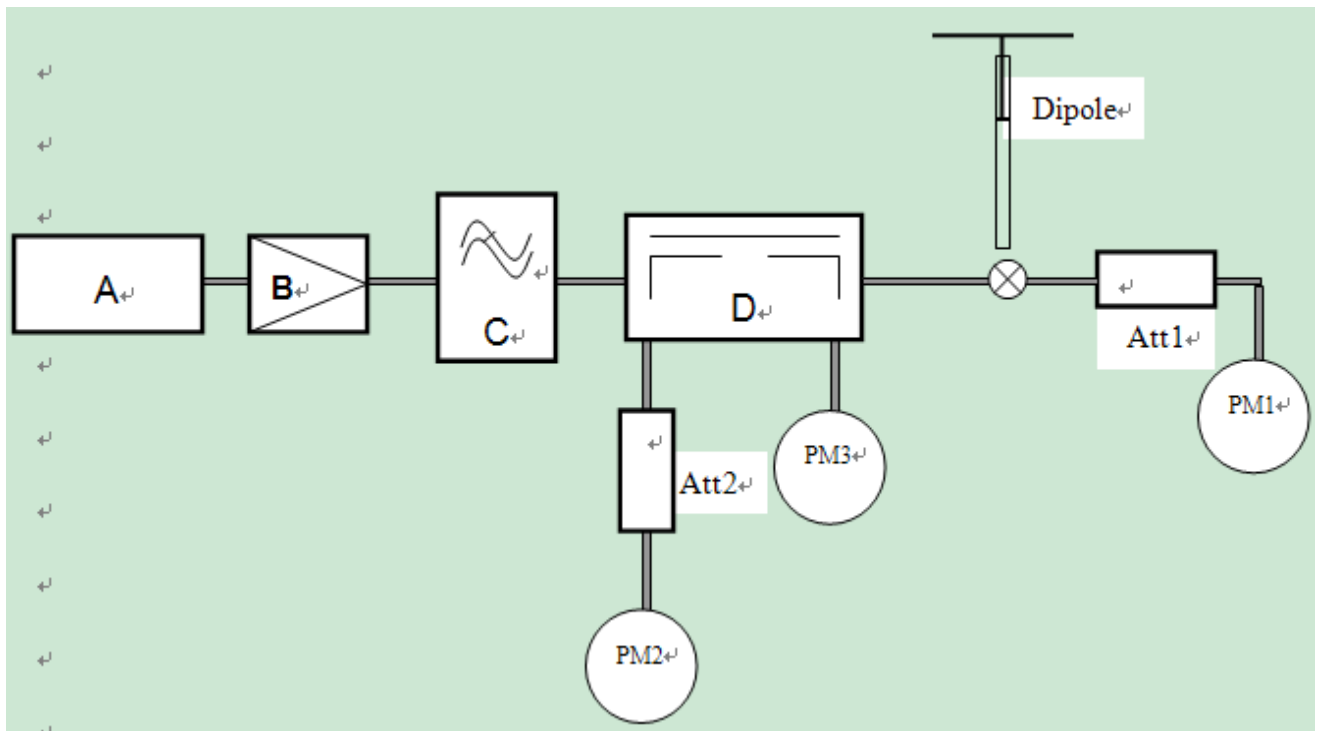 Dipole↵
A↵
B↵
C↵
D↵
Att1↵
PM1↵
PM3↵
Att2↵
PM2↵